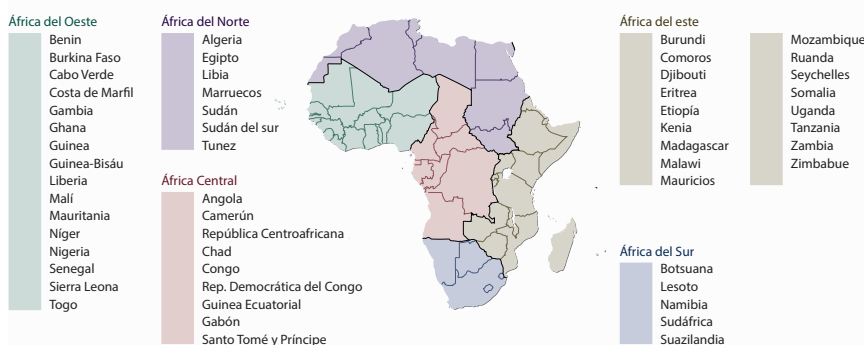 África del Oeste
Benin
Burkina Faso
Cabo Verde
Costa de Marfil
Gambia
Ghana
Guinea
Guinea-Bisáu
Liberia
Malí
Mauritania
Níger
Nigeria
Senegal
Sierra Leona
Togo
África del Norte
Algeria
Egipto
Libia
Marruecos
Sudán
Sudán del sur
Tunez
África Central
Angola
Camerún
República Centroafricana
Chad
Congo
Rep. Democrática del Congo
Guinea Ecuatorial
Gabón
Santo Tomé y Príncipe
África del este
Burundi
Comoros
Djibouti
Eritrea
Etiopía
Kenia
Madagascar
Malawi
Mauricios
Mozambique
Ruanda
Seychelles
Somalia
Uganda
Tanzania
Zambia
Zimbabue
África del Sur
Botsuana
Lesoto
Namibia
Sudáfrica
Suazilandia